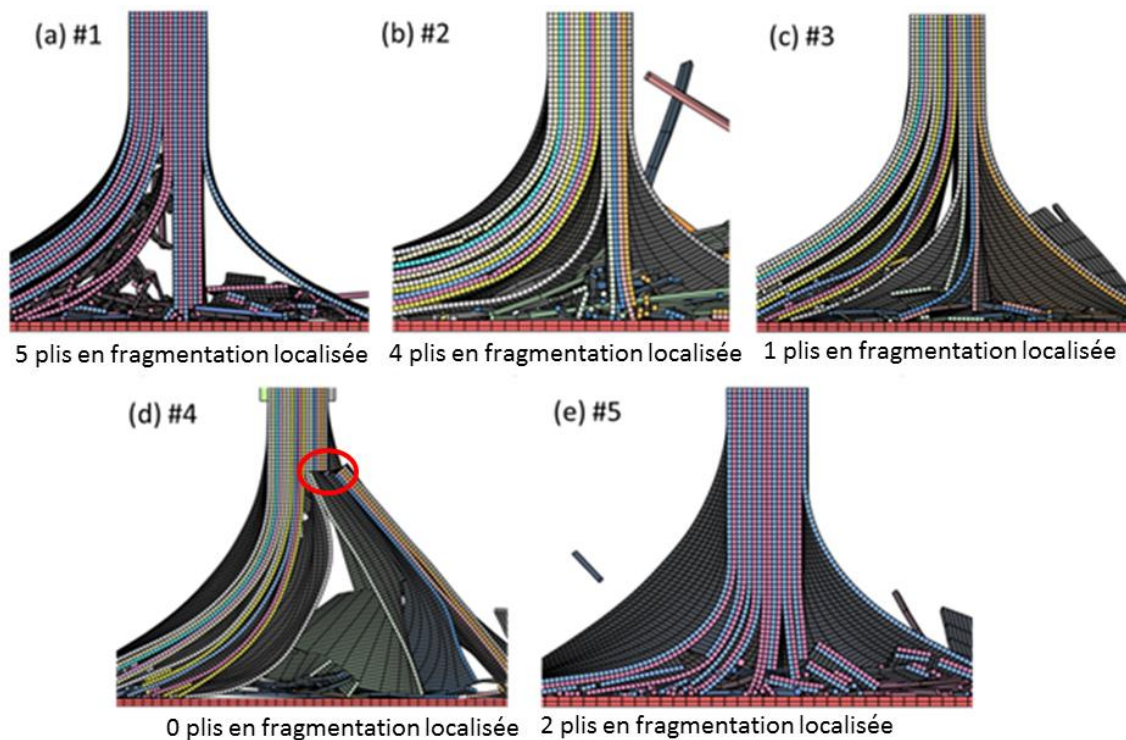 (a) #1
(b) #2
(c) #3
5 plis en fragmentation localisée
4 plis en fragmentation localisée
1 plis en fragmentation localisée
(d) #4
(e) #5
0 plis en fragmentation localisée
2 plis en fragmentation localisée